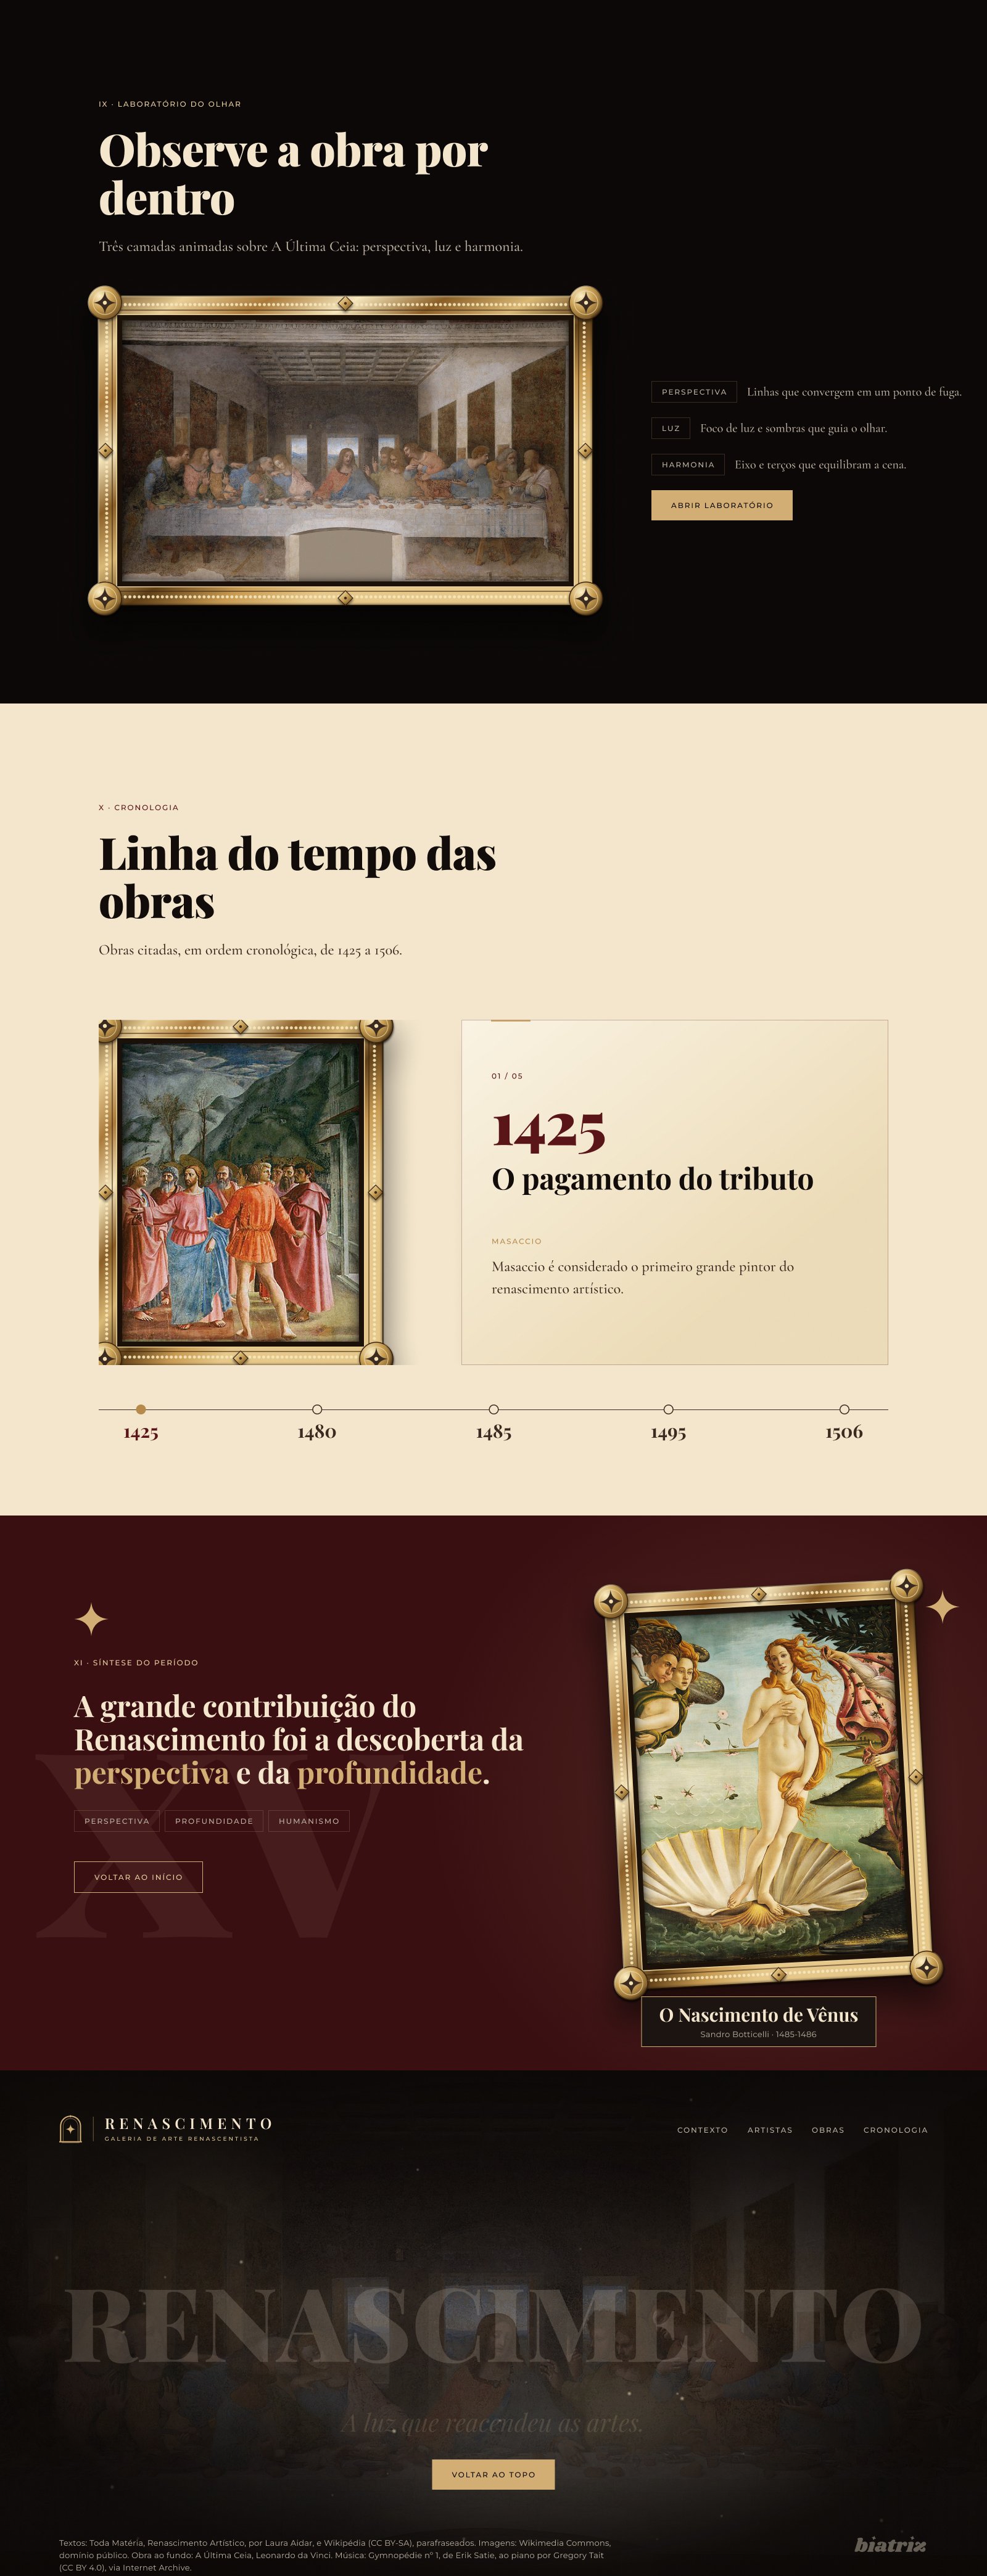 IX · LABORATÓRIO DO OLHAR
Observe a obra por
dentro
Três camadas animadas sobre A Última Ceia: perspectiva, luz e harmonia.
PERSPECTIVA Linhas que convergem em um ponto de fuga.
LUZ Foco de luz e sombras que guia o olhar.
HARMONIA Eixo e terços que equilibram a cena.
ABRIR LABORATÓRIO
X · CRONOLOGIA
Linha do tempo das
obras
Obras citadas, em ordem cronológica, de 1425 a 1506.
01 / 05
1425
O pagamento do tributo
MASACCIO
Masaccio é considerado o primeiro grande pintor do
renascimento artístico.
1425 1480 1485 1495 1506
XI · SÍNTESE DO PERÍODO
A grande contribuição do
Renascimento foi a descoberta da
perspectiva e da profundidade.
XV
PERSPECTIVA PROFUNDIDADE HUMANISMO
VOLTAR AO INÍCIO
O Nascimento de Vênus
Sandro Botticelli · 1485-1486
RENASCIMENTO
GALERIA DE ARTE RENASCENTISTA
CONTEXTO ARTISTAS OBRAS CRONOLOGIA
RENASCIMENTO
A luz que reacendeu as artes.
VOLTAR AO TOPO
Textos: Toda Matéria, Renascimento Artístico, por Laura Aidar, e Wikipédia (CC BY-SA), parafraseados. Imagens: Wikimedia Commons,
domínio público. Obra ao fundo: A Última Ceia, Leonardo da Vinci. Música: Gymnopédie nº 1, de Erik Satie, ao piano por Gregory Tait
(CC BY 4.0), via Internet Archive.
biatriz